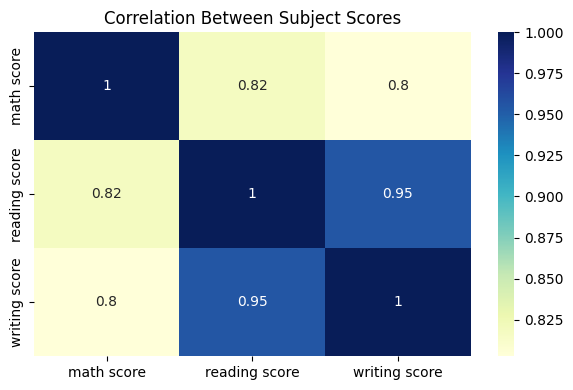 Correlation Between Subject Scores
math score 1 0.82 0.8
reading score 0.82 1 0.95
writing score 0.8 0.95 1
math score reading score writing score
1.000
0.975
0.950
0.925
0.900
0.875
0.850
0.825